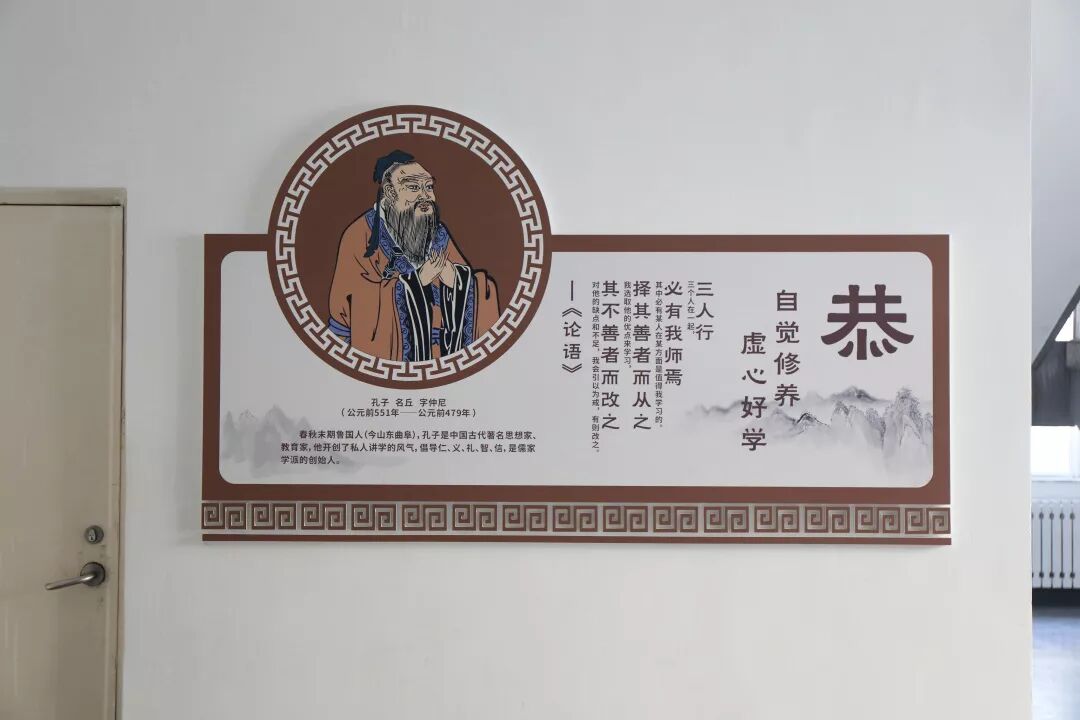 恭
自觉修养
虚心好学
三人行
三个人在一起，
必有我师焉
其中必有某人在某方面是值得我学习的。
择其善者而从之
我选取他的优点来学习。
其不善者而改之
对他的缺点和不足，我会引以为戒，有则改之。
—《论语》
孔子 名丘 字仲尼
（公元前551年——公元前479年）
春秋末期鲁国人（今山东曲阜），孔子是中国古代著名思想家、
教育家，他开创了私人讲学的风气，倡导仁、义、礼、智、信，是儒家
学派的创始人。